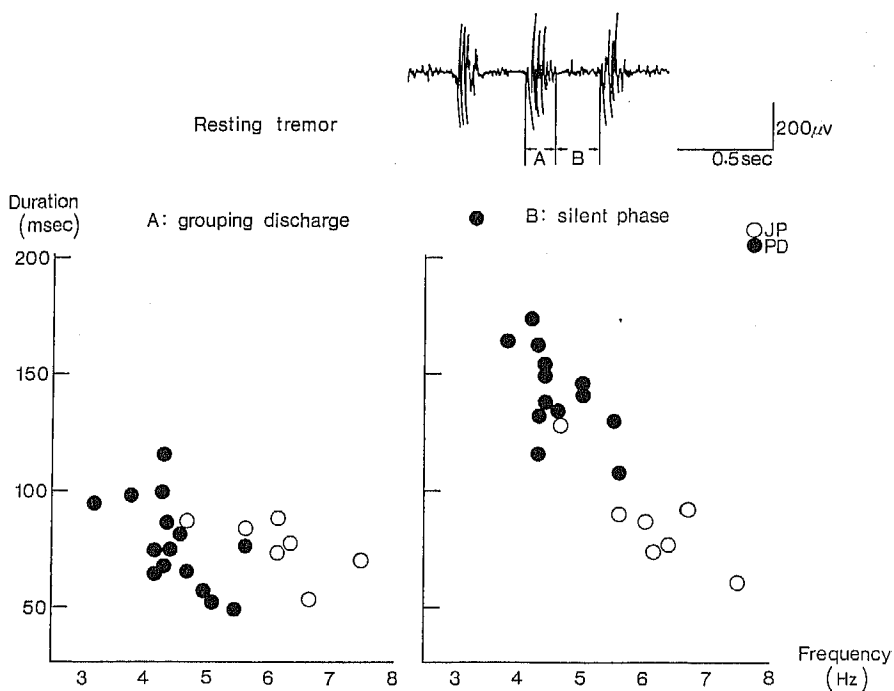 Resting tremor
A B
200μv
0.5sec
Duration
(msec)
A: grouping discharge
B: silent phase
JP
PD
200
150
100
50
3 4 5 6 7 8
3 4 5 6 7 8
Frequency
(Hz)